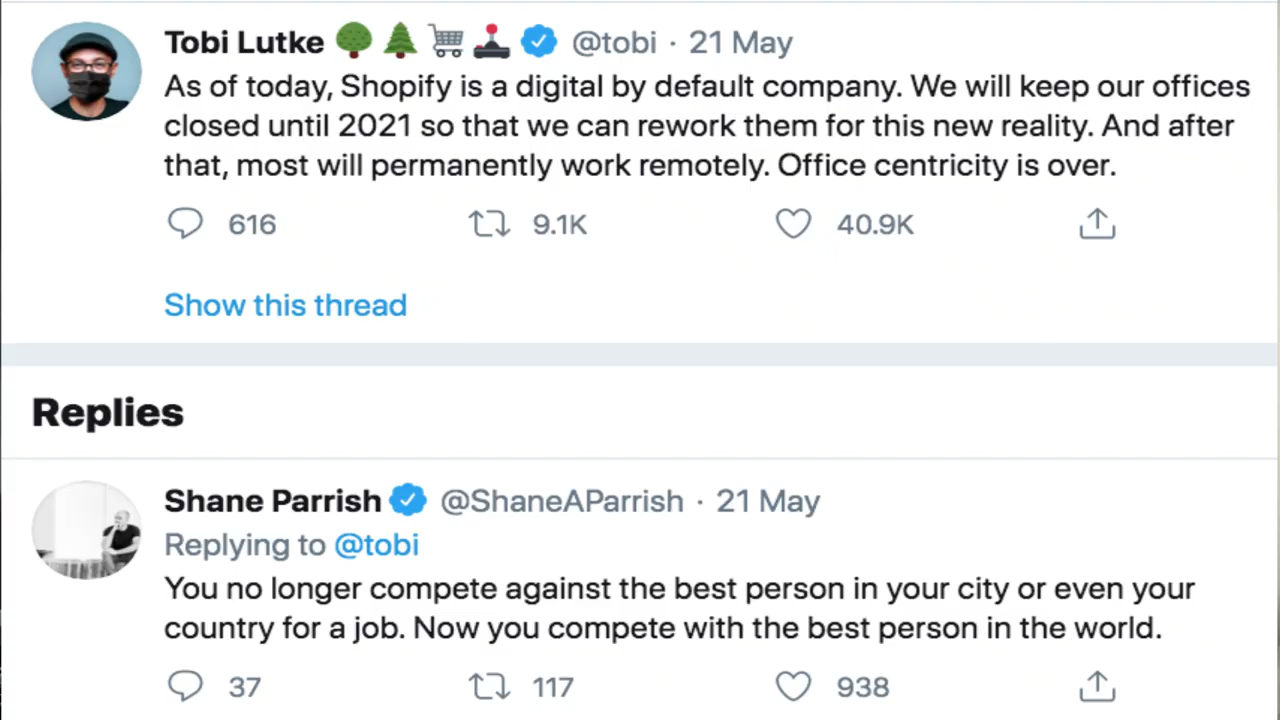 Tobi Lutke 🌳🌲🛒🕹️ @tobi · 21 May
As of today, Shopify is a digital by default company. We will keep our offices
closed until 2021 so that we can rework them for this new reality. And after
that, most will permanently work remotely. Office centricity is over.
616 9.1K 40.9K
Show this thread
Replies
Shane Parrish @ShaneAParrish · 21 May
Replying to @tobi
You no longer compete against the best person in your city or even your
country for a job. Now you compete with the best person in the world.
37 117 938